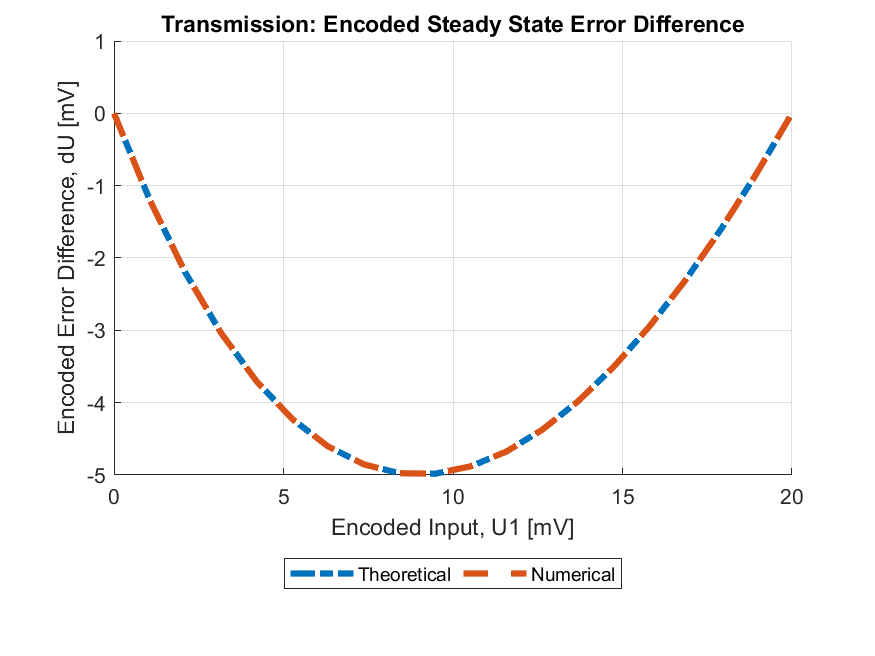 Transmission: Encoded Steady State Error Difference
Encoded Error Difference, dU [mV]
1
0
-1
-2
-3
-4
-5
0 5 10 15 20
Encoded Input, U1 [mV]
Theoretical Numerical